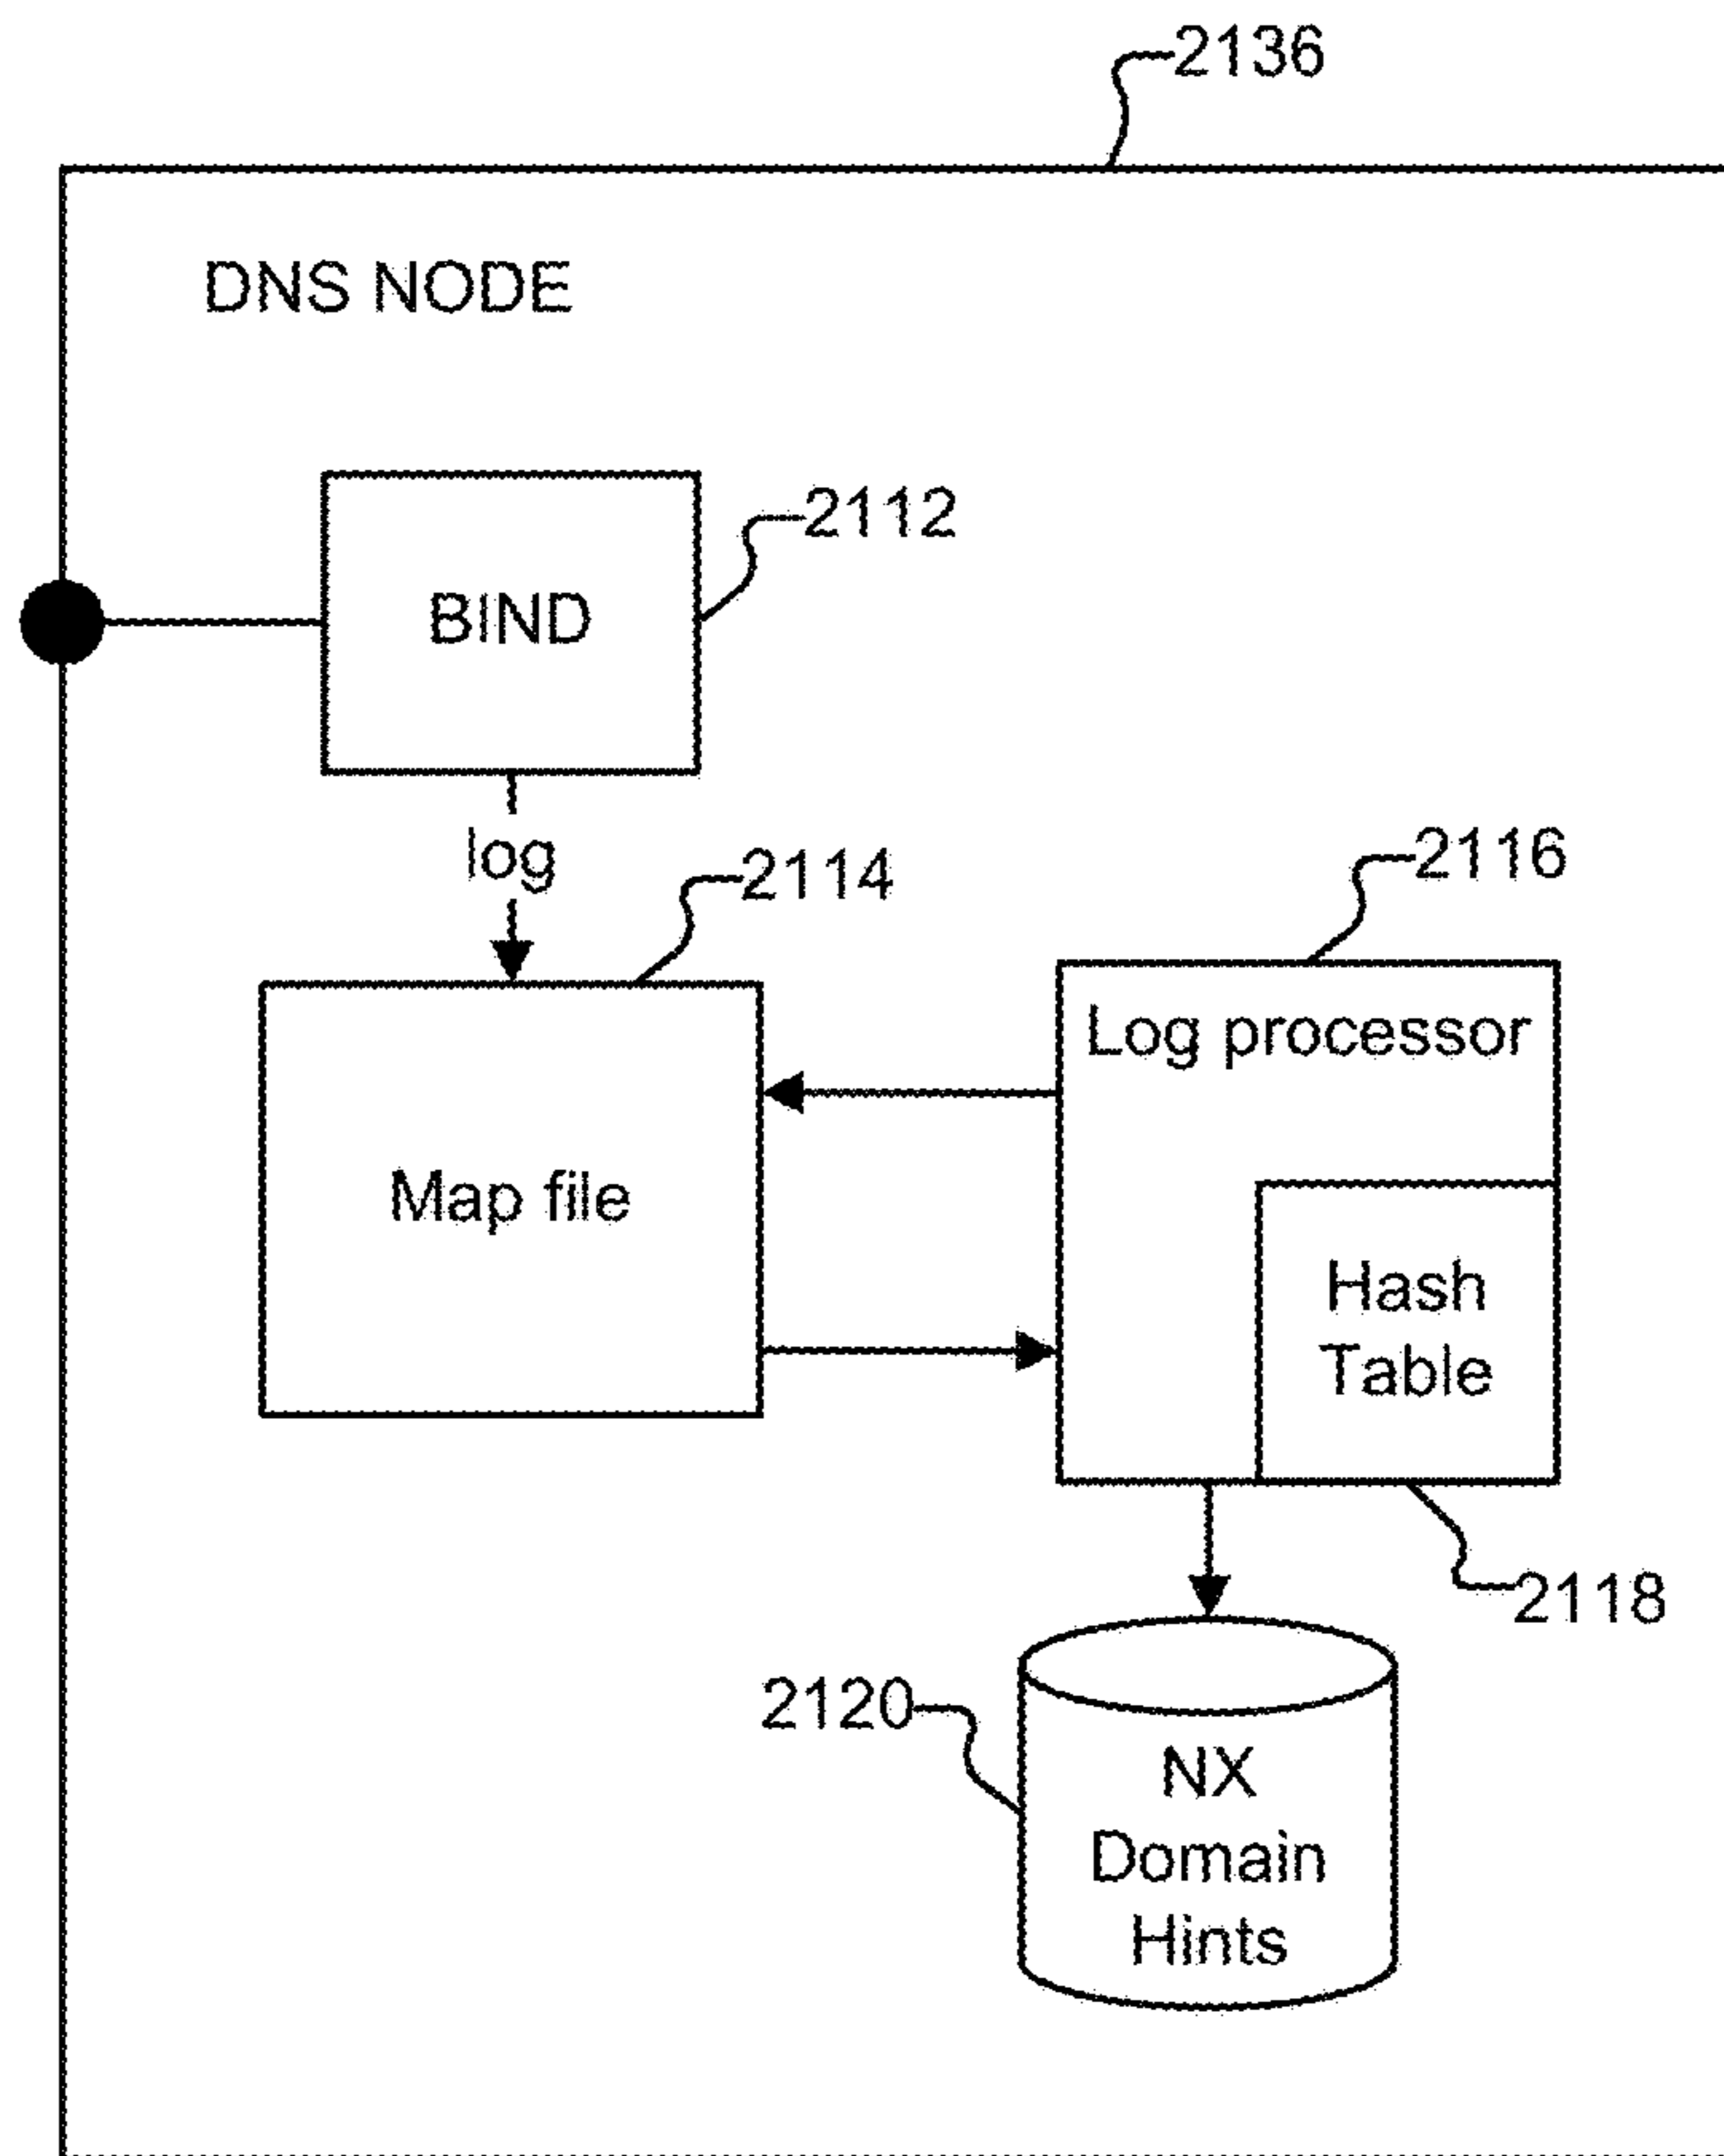 2136
DNS NODE
2112
BIND
log
2114
2116
Log processor
Map file
Hash
Table
2118
2120
NX
Domain
Hints